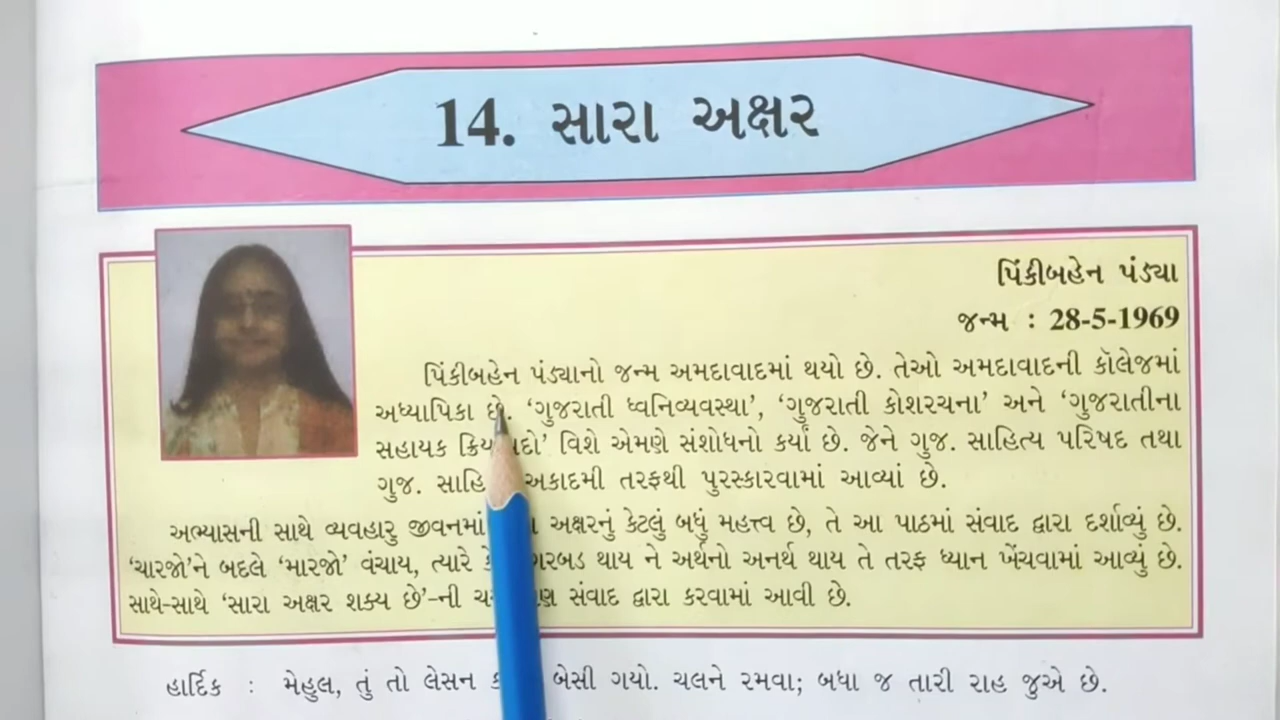 14. સારા અક્ષર
પિંકીબહેન પંડ્યા
જન્મ : 28-5-1969
પિંકીબહેન પંડ્યાનો જન્મ અમદાવાદમાં થયો છે. તેઓ અમદાવાદની કૉલેજમાં
અધ્યાપિકા છે. ‘ગુજરાતી ધ્વનિવ્યવસ્થા’, ‘ગુજરાતી કોશરચના’ અને ‘ગુજરાતીના
સહાયક વિશે એમણે સંશોધનો કર્યાં છે. જેને ગુજ. સાહિત્ય પરિષદ તથા
ગુજ. અકાદમી તરફથી પુરસ્કારવામાં આવ્યાં છે.
અભ્યાસની સાથે વ્યવહારુ જીવનમાં અક્ષરનું કેટલું બધું મહત્ત્વ છે, તે આ પાઠમાં સંવાદ દ્વારા દર્શાવ્યું છે.
‘ચારજો’ને બદલે ‘મારજો’ વંચાય, ત્યારે થાય ને અર્થનો અનર્થ થાય તે તરફ ધ્યાન ખેંચવામાં આવ્યું છે.
સાથે-સાથે ‘સારા અક્ષર શક્ય છે’-ની સંવાદ દ્વારા કરવામાં આવી છે.
હાર્દિક : મેહુલ, તું તો લેસન બેસી ગયો. ચલને રમવા; બધા જ તારી રાહ જુએ છે.